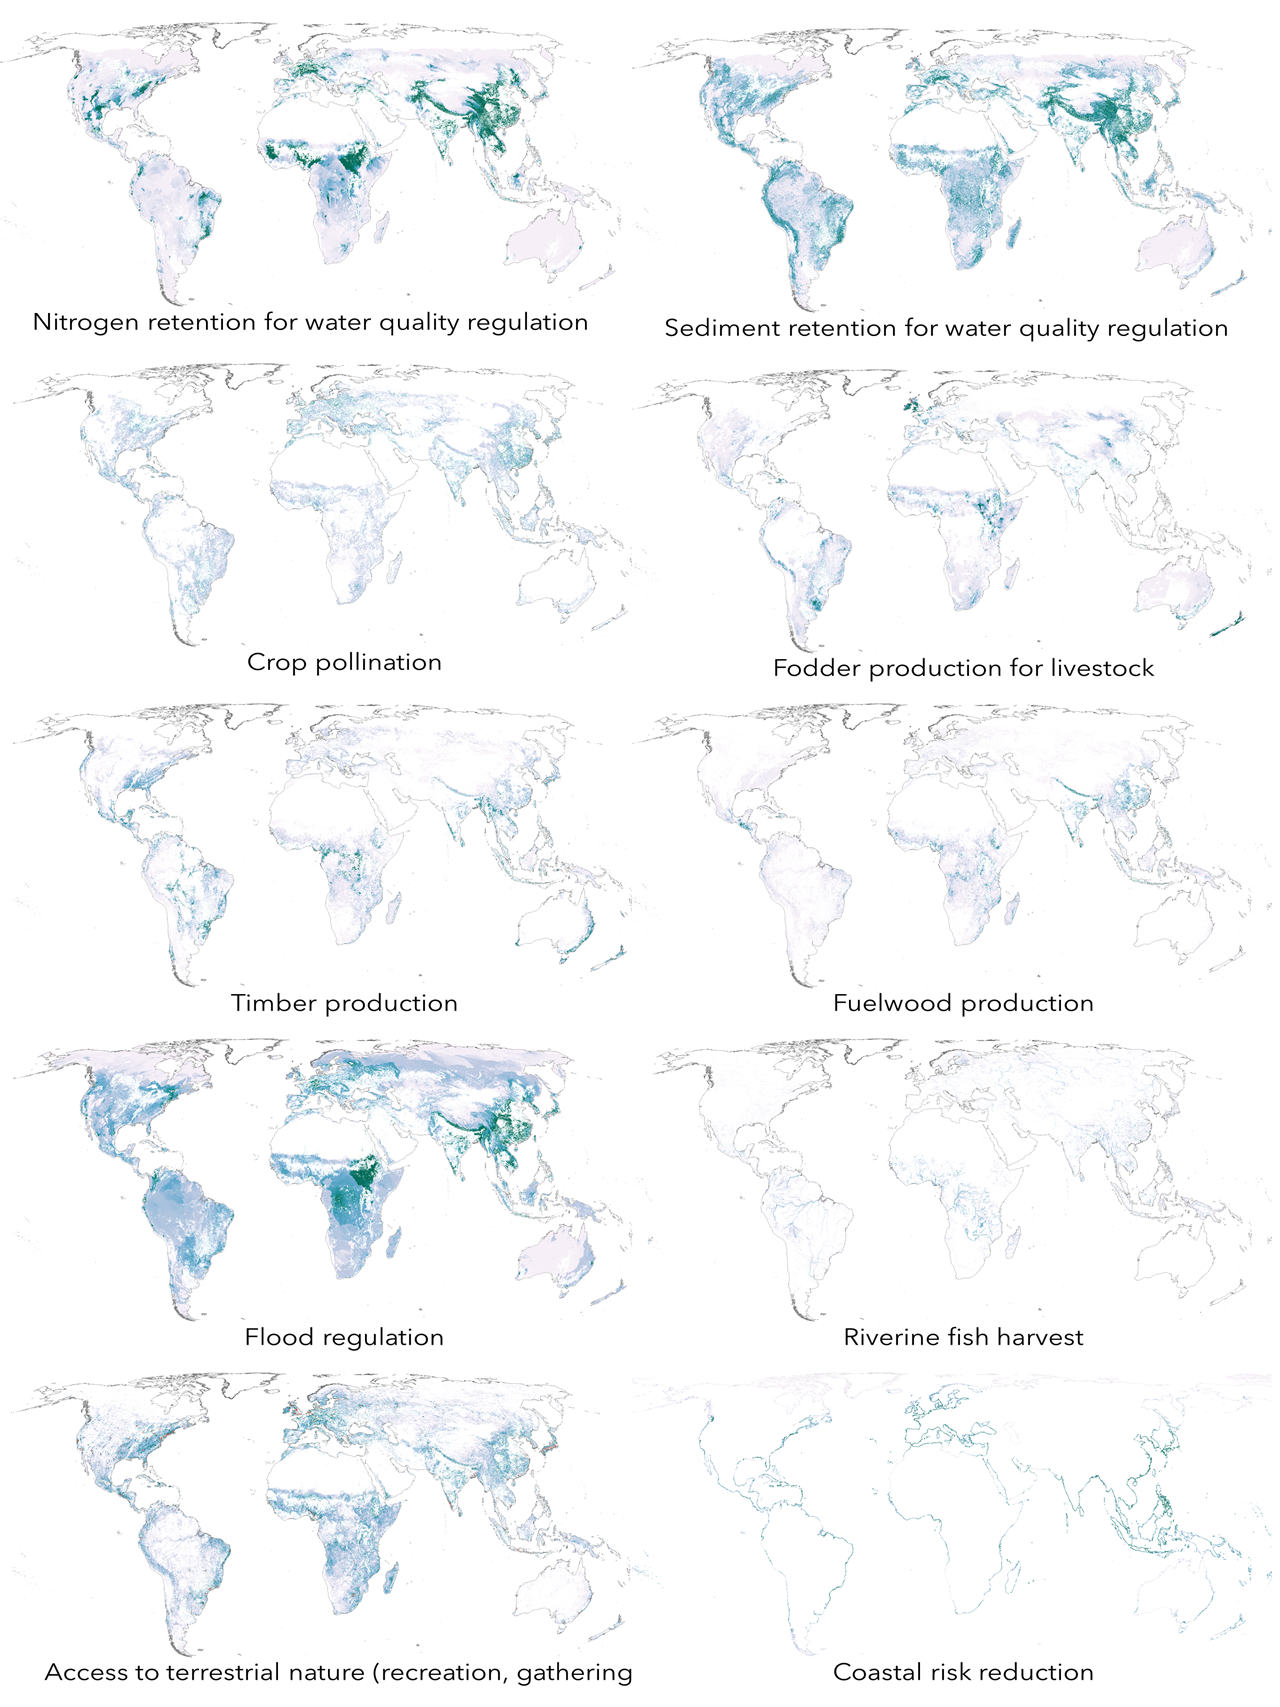 Nitrogen retention for water quality regulation
Sediment retention for water quality regulation
Crop pollination
Fodder production for livestock
Timber production
Fuelwood production
Flood regulation
Riverine fish harvest
Access to terrestrial nature (recreation, gathering
Coastal risk reduction